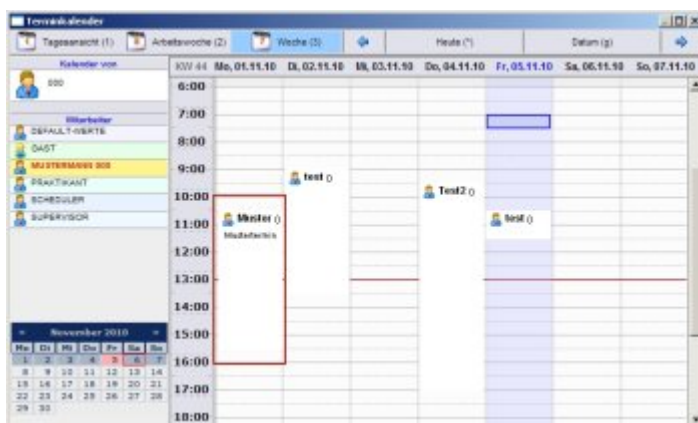 Terminkalender
Tagesansicht (1) Arbeitswoche (2) Woche (3) Heute (*) Datum (g)
Kalender von
000
Mitarbeiter
DEFAULT-WERTE
GAST
MUSTERMANN 000
PRAKTIKANT
SCHEDULER
SUPERVISOR
KW 44 Mo, 01.11.10 Di, 02.11.10 Mi, 03.11.10 Do, 04.11.10 Fr, 05.11.10 Sa, 06.11.10 So, 07.11.10
6:00
7:00
8:00
9:00
test ()
Test2 ()
10:00
11:00
Muster ()
test ()
Mustertermin
12:00
13:00
14:00
15:00
16:00
17:00
18:00
November 2010
Mo Di Mi Do Fr Sa So
1 2 3 4 5 6 7
8 9 10 11 12 13 14
15 16 17 18 19 20 21
22 23 24 25 26 27 28
29 30